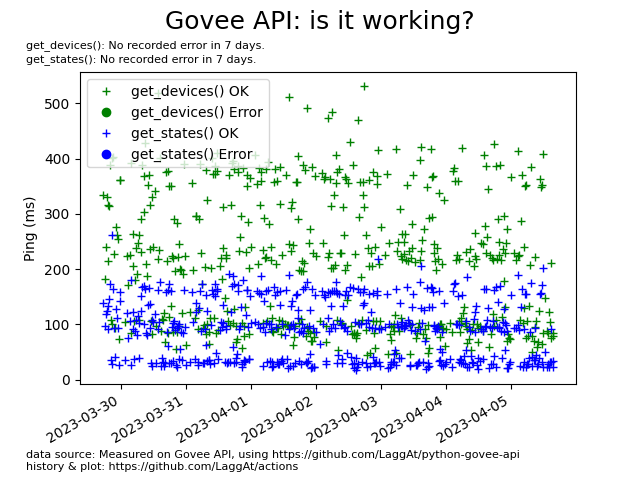 Govee API: is it working?
get_devices(): No recorded error in 7 days.
get_states(): No recorded error in 7 days.
get_devices() OK
get_devices() Error
get_states() OK
get_states() Error
Ping (ms)
500
400
300
200
100
0
2023-03-30
2023-03-31
2023-04-01
2023-04-02
2023-04-03
2023-04-04
2023-04-05
data source: Measured on Govee API, using https://github.com/LaggAt/python-govee-api
history & plot: https://github.com/LaggAt/actions